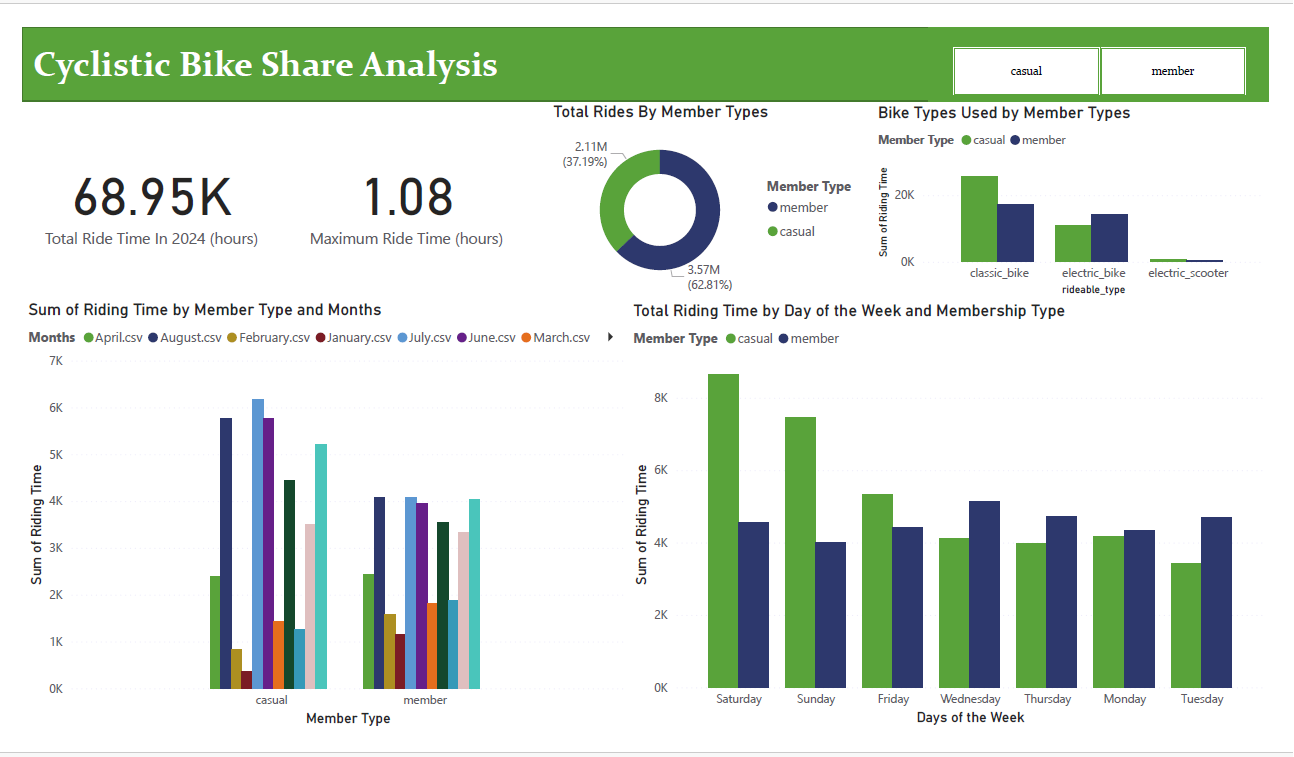 Cyclistic Bike Share Analysis
casual
member
68.95K
Total Ride Time In 2024 (hours)
1.08
Maximum Ride Time (hours)
Total Rides By Member Types
2.11M
(37.19%)
3.57M
(62.81%)
Member Type
member
casual
Bike Types Used by Member Types
Member Type casual member
Sum of Riding Time
20K
0K
classic_bike electric_bike electric_scooter
rideable_type
Sum of Riding Time by Member Type and Months
Months April.csv August.csv February.csv January.csv July.csv June.csv March.csv
Sum of Riding Time
7K
6K
5K
4K
3K
2K
1K
0K
casual member
Member Type
Total Riding Time by Day of the Week and Membership Type
Member Type casual member
Sum of Riding Time
8K
6K
4K
2K
0K
Saturday Sunday Friday Wednesday Thursday Monday Tuesday
Days of the Week